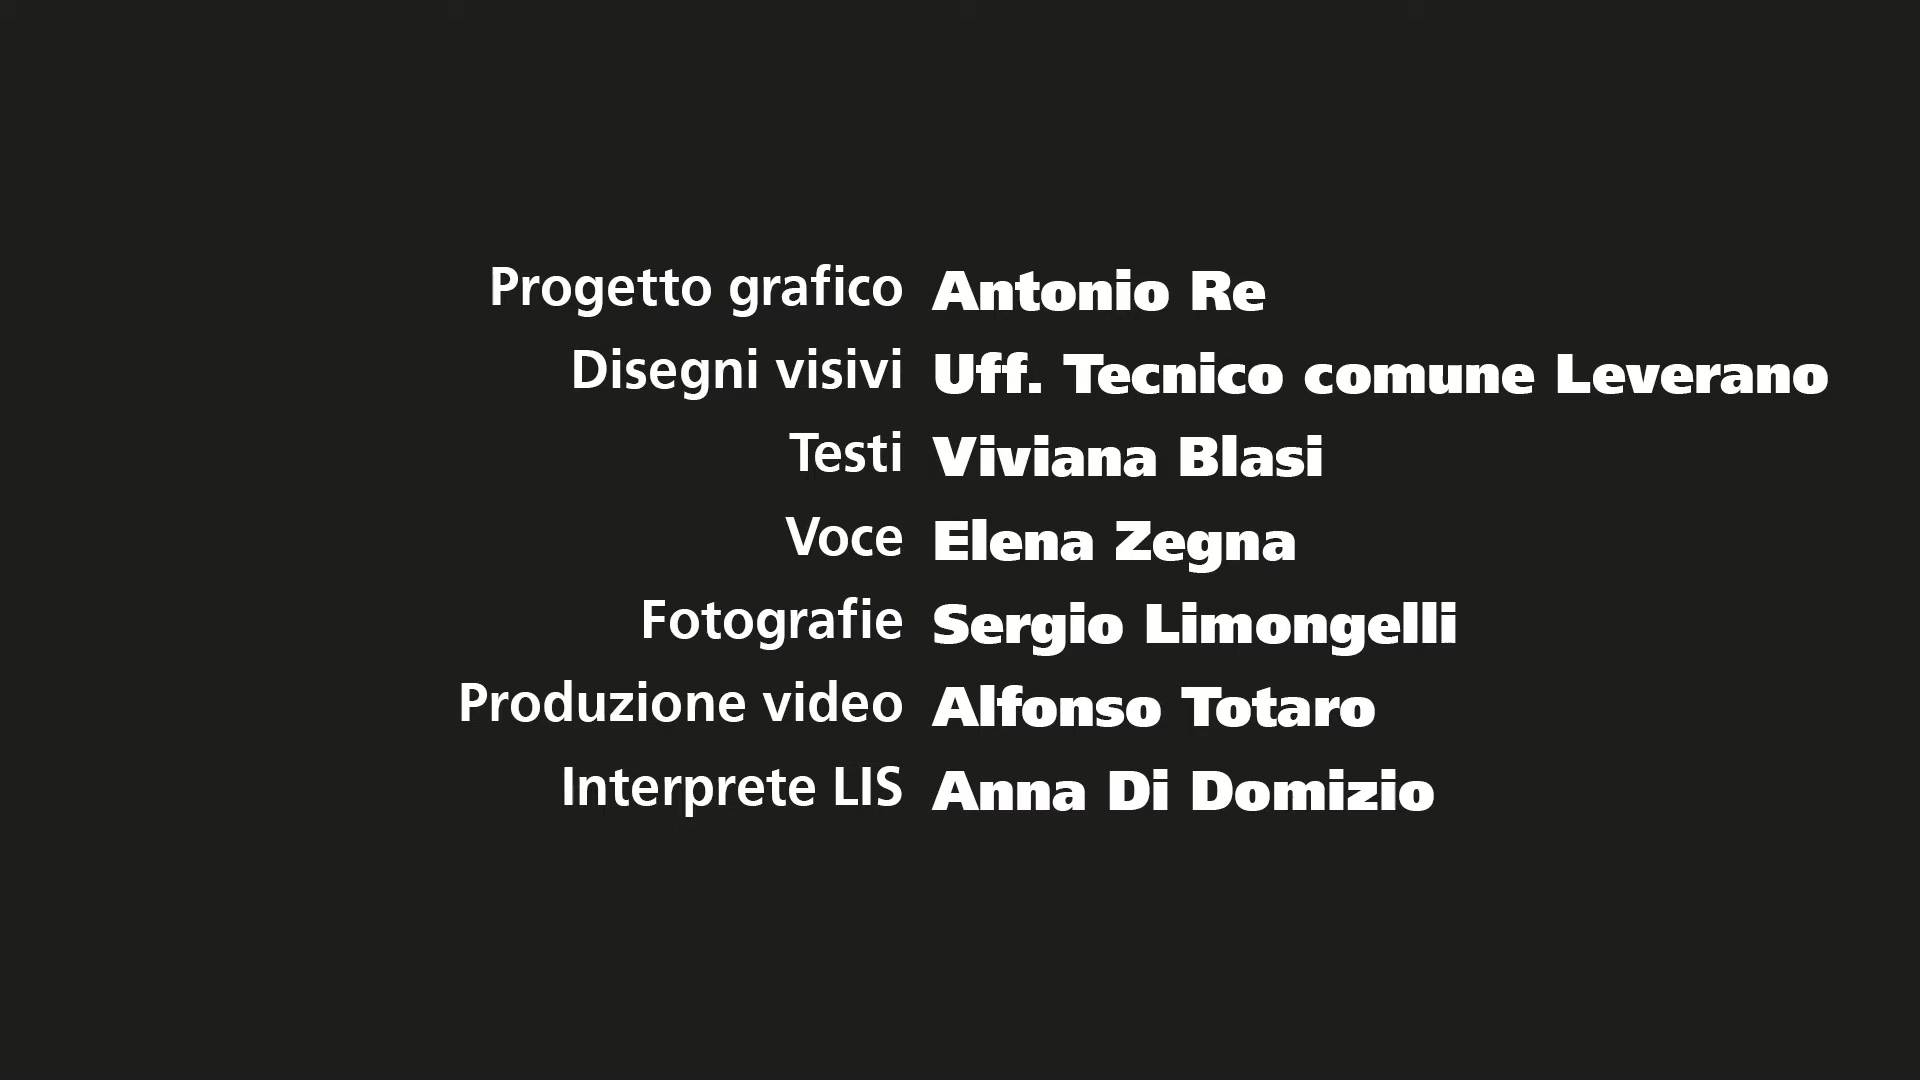 Progetto grafico Antonio Re
Disegni visivi Uff. Tecnico comune Leverano
Testi Viviana Blasi
Voce Elena Zegna
Fotografie Sergio Limongelli
Produzione video Alfonso Totaro
Interprete LIS Anna Di Domizio